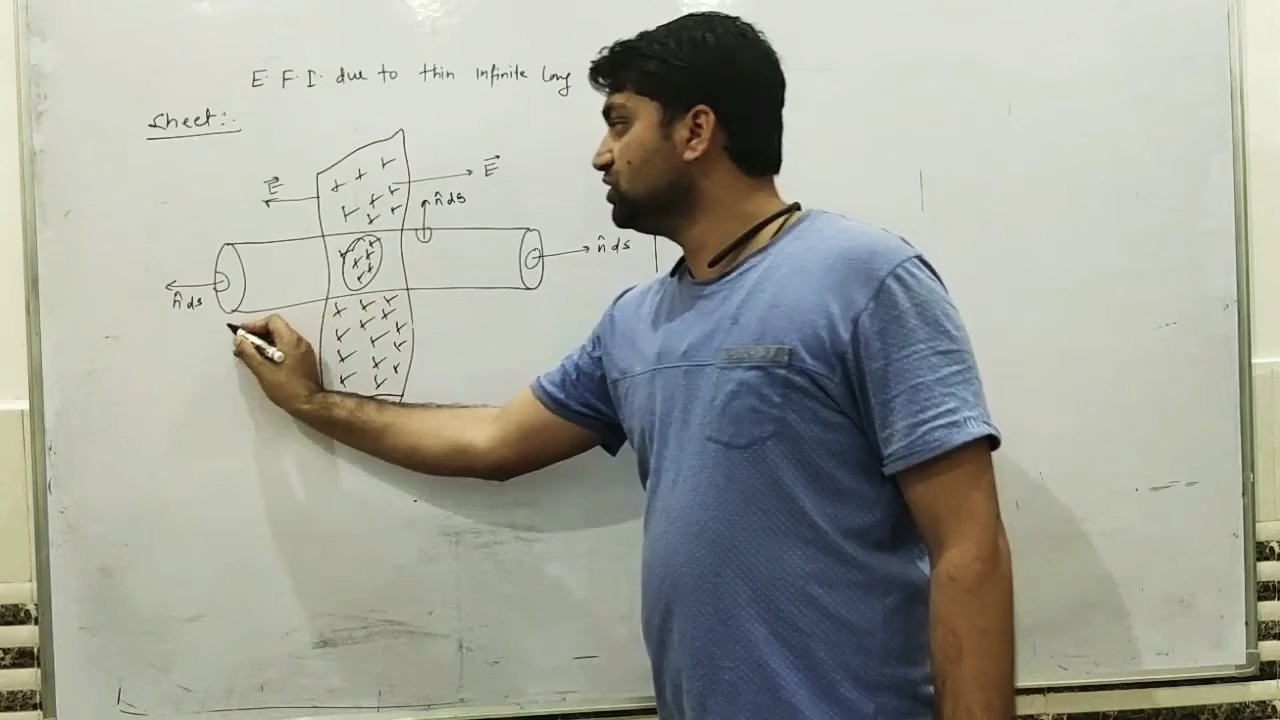 E. F. I. due to thin infinite long
Sheet:-
E⃗
E⃗
n̂ ds
n̂ ds
n̂ ds